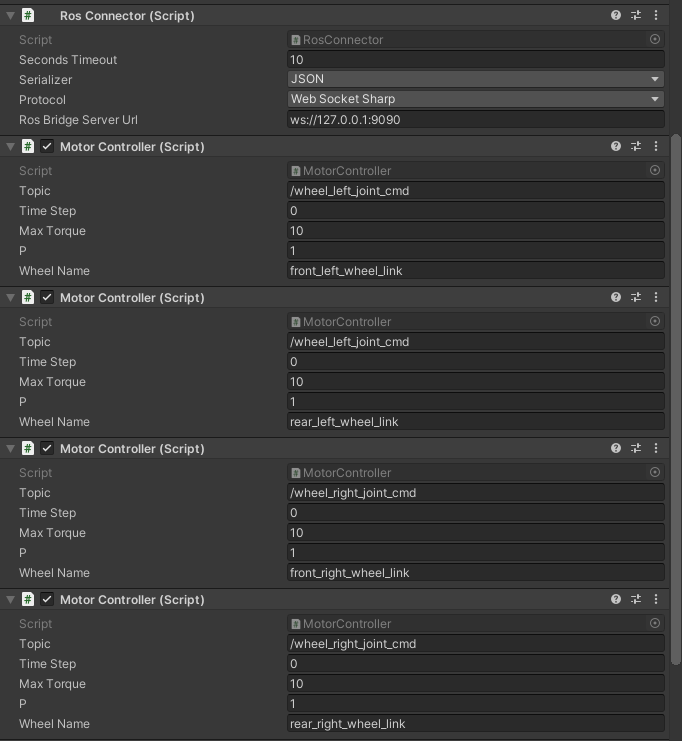 # Ros Connector (Script)
Script # RosConnector
Seconds Timeout 10
Serializer JSON
Protocol Web Socket Sharp
Ros Bridge Server Url ws://127.0.0.1:9090
# Motor Controller (Script)
Script # MotorController
Topic /wheel_left_joint_cmd
Time Step 0
Max Torque 10
P 1
Wheel Name front_left_wheel_link
# Motor Controller (Script)
Script # MotorController
Topic /wheel_left_joint_cmd
Time Step 0
Max Torque 10
P 1
Wheel Name rear_left_wheel_link
# Motor Controller (Script)
Script # MotorController
Topic /wheel_right_joint_cmd
Time Step 0
Max Torque 10
P 1
Wheel Name front_right_wheel_link
# Motor Controller (Script)
Script # MotorController
Topic /wheel_right_joint_cmd
Time Step 0
Max Torque 10
P 1
Wheel Name rear_right_wheel_link